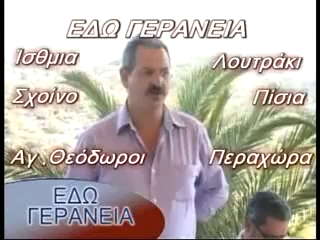 ΕΔΩ ΓΕΡΑΝΕΙΑ
Ίσθμια
Λουτράκι
Σχοίνο
Πίσια
Αγ. Θεόδωροι
Περαχώρα
ΕΔΩ
ΓΕΡΑΝΕΙΑ